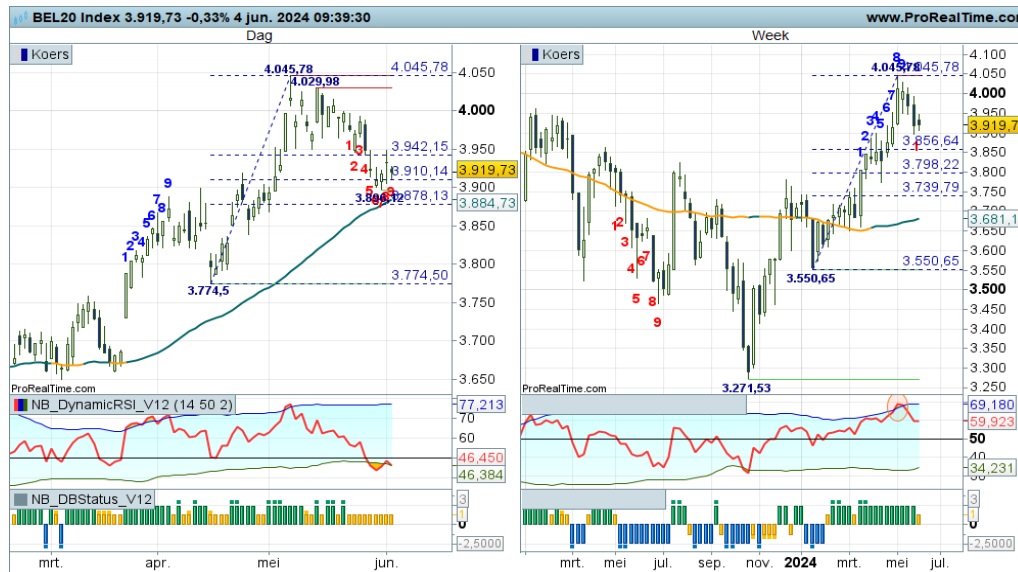 BEL20 Index 3.919,73 -0,33% 4 jun. 2024 09:39:30
www.ProRealTime.co
Dag
Week
Koers
4.045,78
4.045,78
4.029,98
3.942,15
3.910,14
3.878,13
3.774,50
3.774,5
1 2 3 4 5 6 7 8 9
1 2 3 4 5
4.050
4.000
3.950
3.919,73
3.900
3.884,73
3.850
3.800
3.750
3.700
3.650
ProRealTime.com
NB_DynamicRSI_V12 (14 50 2)
77,213
70
60
46,450
46,384
NB_DBStatus_V12
3
1
0
-2,5000
mrt.
apr.
mei
jun.
Koers
4.045,78
3.856,64
3.798,22
3.739,79
3.550,65
3.550,65
3.271,53
1 2 3 4 5 6 7 8 9
1 2 3 4 5 6 7 8
1
4.100
4.050
4.000
3.950
3.919,7
3.850
3.800
3.750
3.700
3.681,1
3.650
3.600
3.550
3.500
3.450
3.400
3.350
3.300
3.250
ProRealTime.com
69,180
59,923
50
40
34,231
3
1
0
-2,5000
mrt.
mei
jul.
sep.
nov.
2024
mrt.
mei
jul.